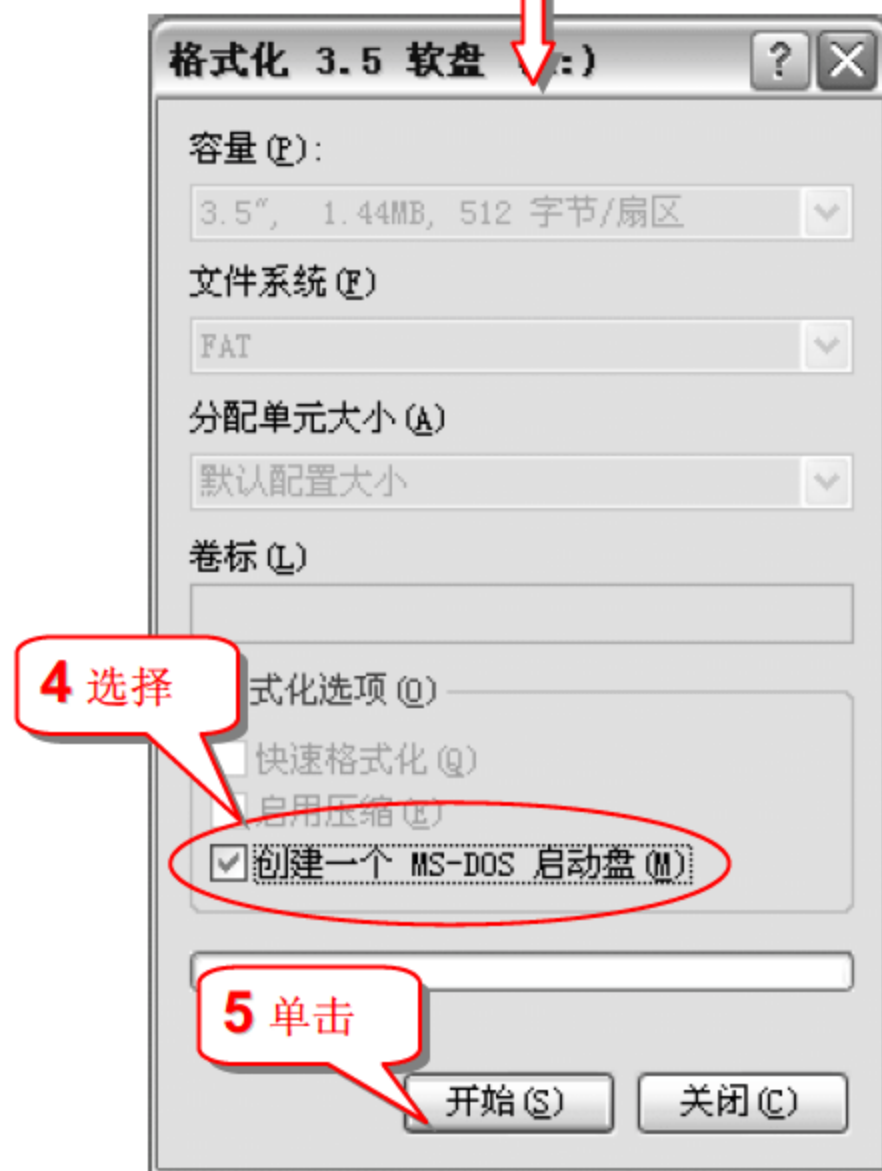 格式化 3.5 软盘 :)
容量(P):
3.5", 1.44MB, 512 字节/扇区
文件系统(F)
FAT
分配单元大小(A)
默认配置大小
卷标(L)
4 选择
式化选项(O)
快速格式化(Q)
启用压缩(E)
创建一个 MS-DOS 启动盘(M)
5 单击
开始(S) 关闭(C)